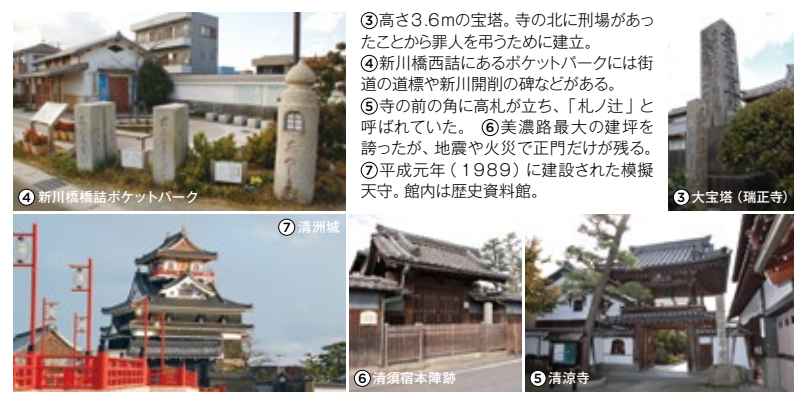 ③高さ3.6mの宝塔。寺の北に刑場があっ
たことから罪人を弔うために建立。
④新川橋西詰にあるポケットパークには街
道の道標や新川開削の碑などがある。
⑤寺の前の角に高札が立ち、「札ノ辻」と
呼ばれていた。 ⑥美濃路最大の建坪を
誇ったが、地震や火災で正門だけが残る。
⑦平成元年(1989)に建設された模擬
天守。館内は歴史資料館。
④新川橋橋詰ポケットパーク
③大宝塔(瑞正寺)
⑦清洲城
⑥清須宿本陣跡
⑤清涼寺